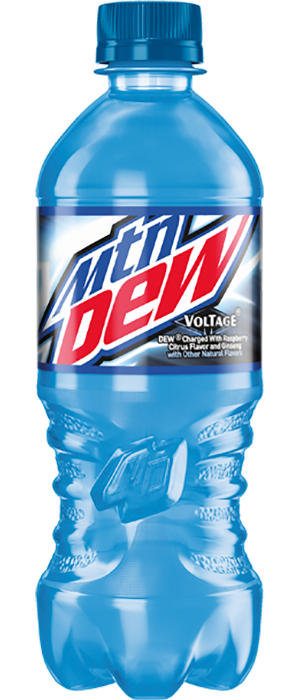 mtn
DEW
VOLTAGE®
DEW® Charged With Raspberry
Citrus Flavor and Ginseng
with Other Natural Flavors